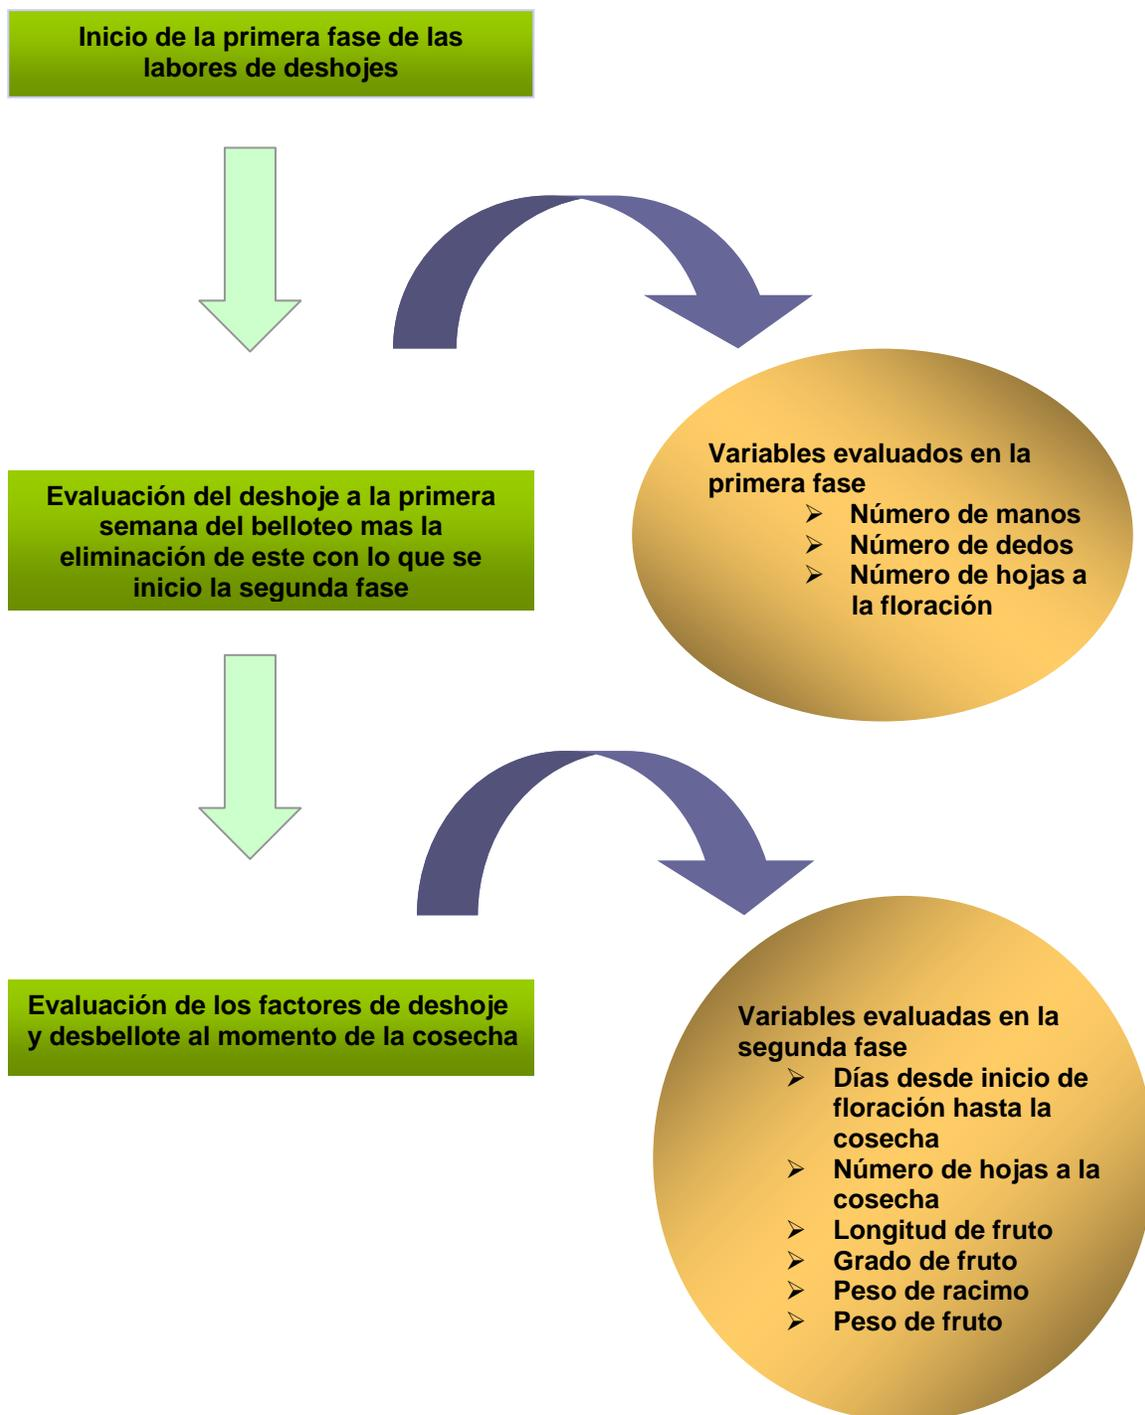 Inicio de la primera fase de las
labores de deshojes
Variables evaluados en la
primera fase
➢ Número de manos
➢ Número de dedos
➢ Número de hojas a
la floración
Evaluación del deshoje a la primera
semana del belloteo mas la
eliminación de este con lo que se
inicio la segunda fase
Evaluación de los factores de deshoje
y desbellote al momento de la cosecha
Variables evaluadas en la
segunda fase
➢ Días desde inicio de
floración hasta la
cosecha
➢ Número de hojas a la
cosecha
➢ Longitud de fruto
➢ Grado de fruto
➢ Peso de racimo
➢ Peso de fruto